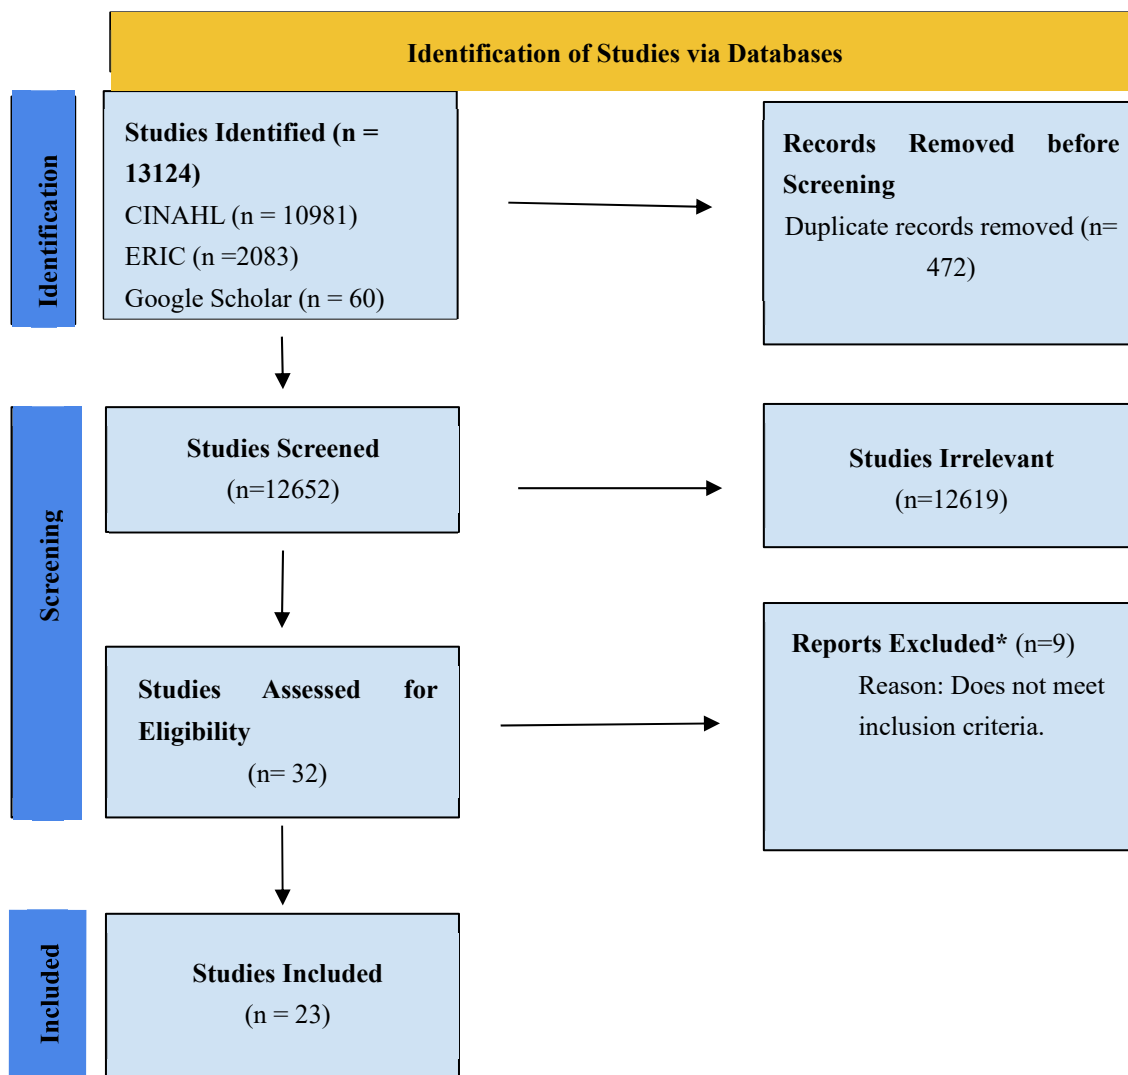 Identification of Studies via Databases
Identification
Studies Identified (n =
13124)
CINAHL (n = 10981)
ERIC (n =2083)
Google Scholar (n = 60)
Records Removed before
Screening
Duplicate records removed (n=
472)
Screening
Studies Screened
(n=12652)
Studies Irrelevant
(n=12619)
Studies Assessed for
Eligibility
(n= 32)
Reports Excluded* (n=9)
Reason: Does not meet
inclusion criteria.
Included
Studies Included
(n = 23)